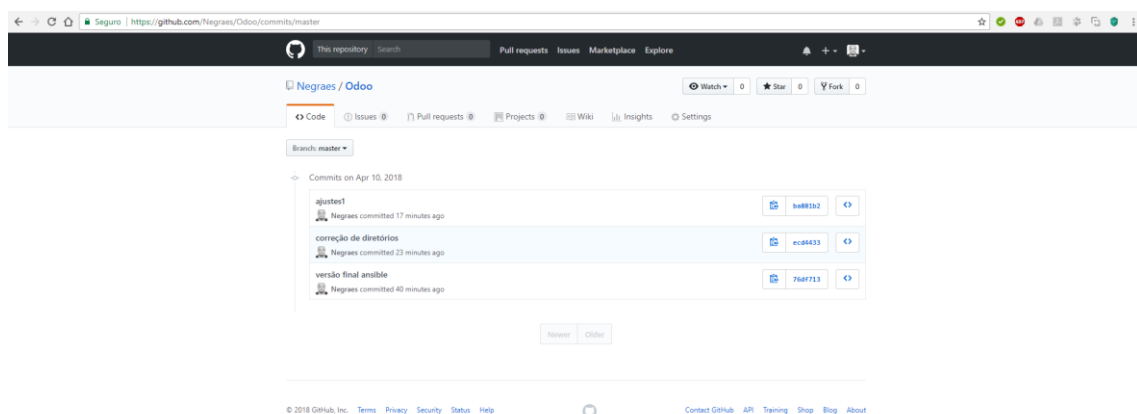 Seguro | https://github.com/Negraes/Odoo/commits/master
This repository Search Pull requests Issues Marketplace Explore
Negraes / Odoo Watch 0 Star 0 Fork 0
Code Issues 0 Pull requests 0 Projects 0 Wiki Insights Settings
Branch: master
Commits on Apr 10, 2018
ajustes1
Negraes committed 17 minutes ago
ba881b2
correção de diretórios
Negraes committed 23 minutes ago
ecd4433
versão final ansible
Negraes committed 40 minutes ago
76df713
Newer Older
© 2018 GitHub, Inc. Terms Privacy Security Status Help Contact GitHub API Training Shop Blog About